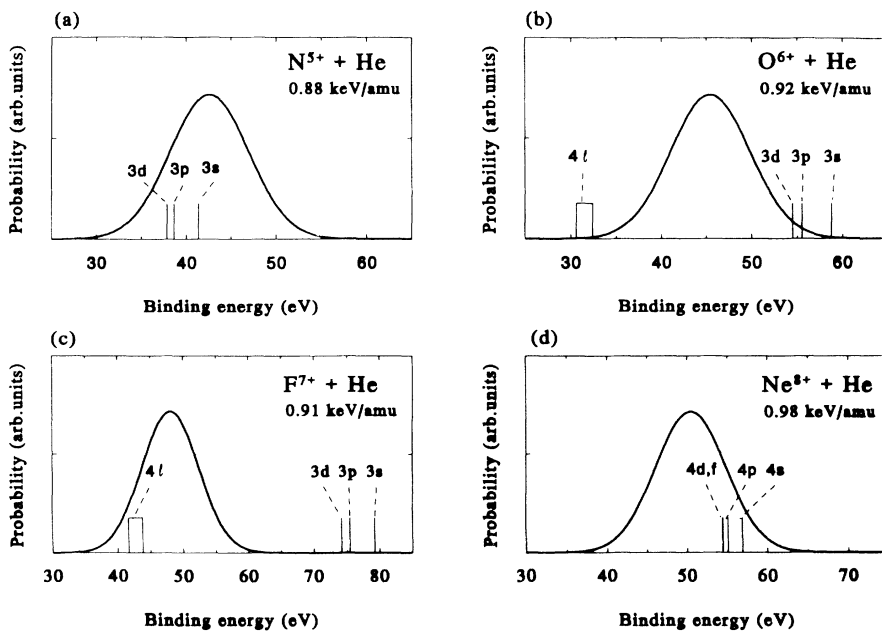 (a)
N5+ + He
0.88 keV/amu
3d 3p 3s
Probability (arb.units)
30 40 50 60
Binding energy (eV)
(b)
O6+ + He
0.92 keV/amu
4 l 3d 3p 3s
Probability (arb.units)
30 40 50 60
Binding energy (eV)
(c)
F7+ + He
0.91 keV/amu
4 l 3d 3p 3s
Probability (arb.units)
30 40 50 60 70 80
Binding energy (eV)
(d)
Ne8+ + He
0.98 keV/amu
4d,f 4p 4s
Probability (arb.units)
30 40 50 60 70
Binding energy (eV)